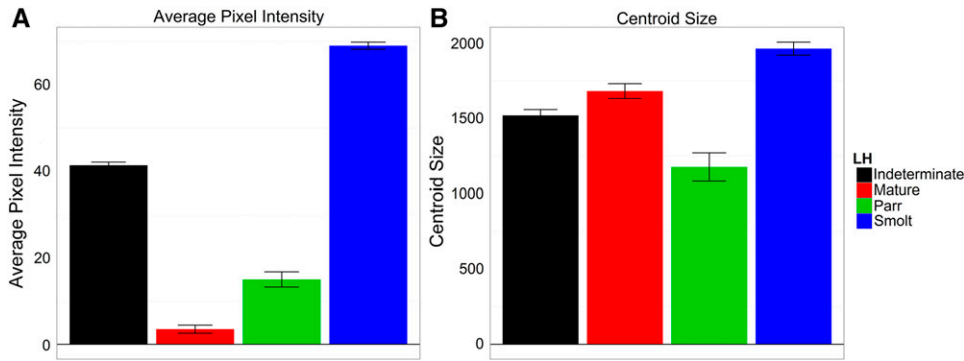 A
Average Pixel Intensity
Average Pixel Intensity
60
40
20
0
B
Centroid Size
Centroid Size
2000
1500
1000
500
0
LH
Indeterminate
Mature
Parr
Smolt